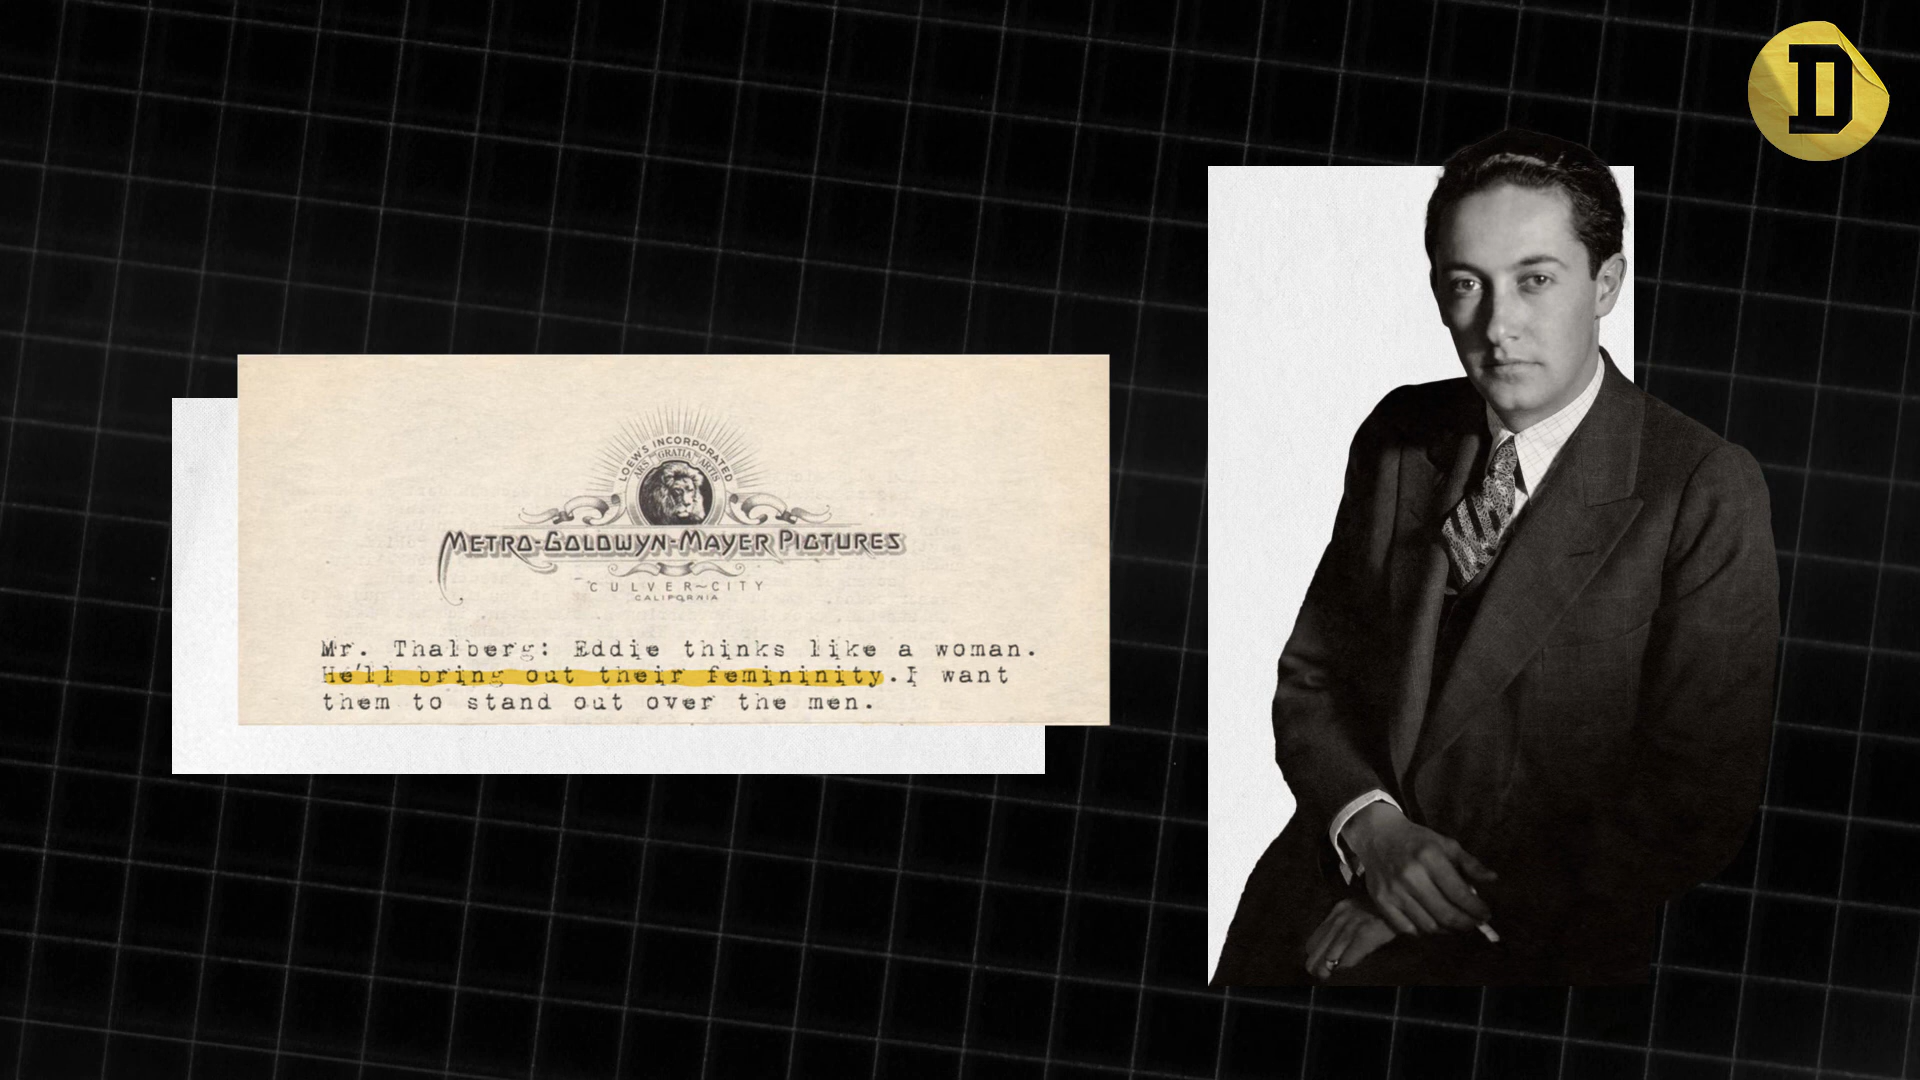 LOEW'S INCORPORATED
ARS GRATIA ARTIS
METRO-GOLDWYN-MAYER PICTURES
CULVER~CITY
CALIFORNIA
Mr. Thalberg: Eddie thinks like a woman.
He'll bring out their femininity.I want
them to stand out over the men.
D